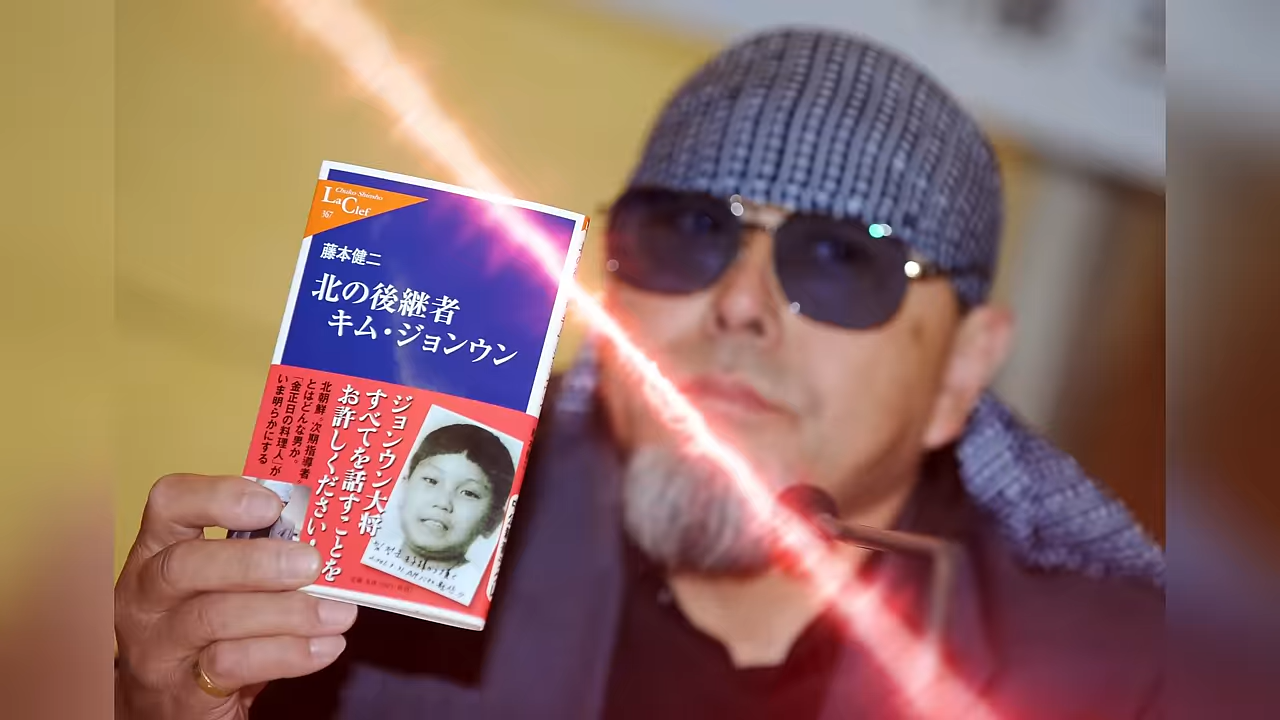 Chuko Shinsho
La Clef
367
藤本健二
北の後継者
キム・ジョンウン
ジョンウン大将
すべてを話すことを
お許しください!
北朝鮮“次期指導者”
とはどんな男か。
「金正日の料理人」が
いま明らかにする